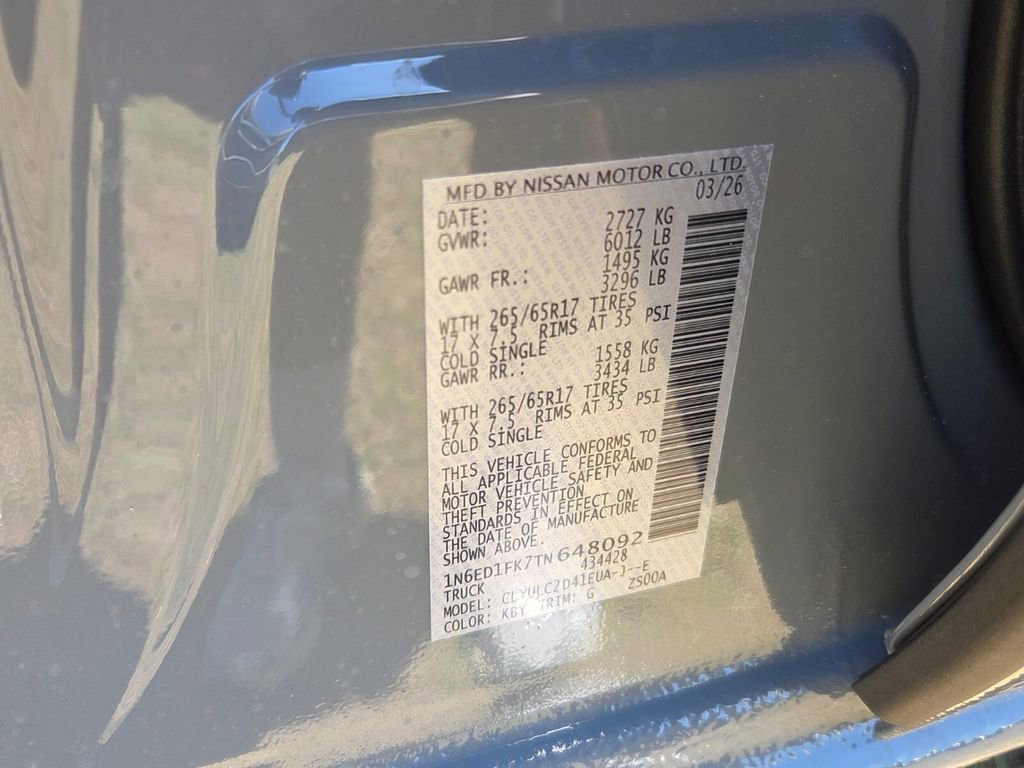 MFD BY NISSAN MOTOR CO., LTD.
DATE: 03/26
GVWR: 2727 KG
6012 LB
GAWR FR.: 1495 KG
3296 LB
WITH 265/65R17 TIRES
17 X 7.5 RIMS AT 35 PSI
COLD SINGLE
GAWR RR.: 1558 KG
3434 LB
WITH 265/65R17 TIRES
17 X 7.5 RIMS AT 35 PSI
COLD SINGLE
THIS VEHICLE CONFORMS TO
ALL APPLICABLE FEDERAL
MOTOR VEHICLE SAFETY AND
THEFT PREVENTION
STANDARDS IN EFFECT ON
THE DATE OF MANUFACTURE
SHOWN ABOVE.
1N6ED1FK7TN648092
TRUCK 434428
MODEL: CLYULC2D41EUA-J--E
COLOR: KBY TRIM: G ZS00A